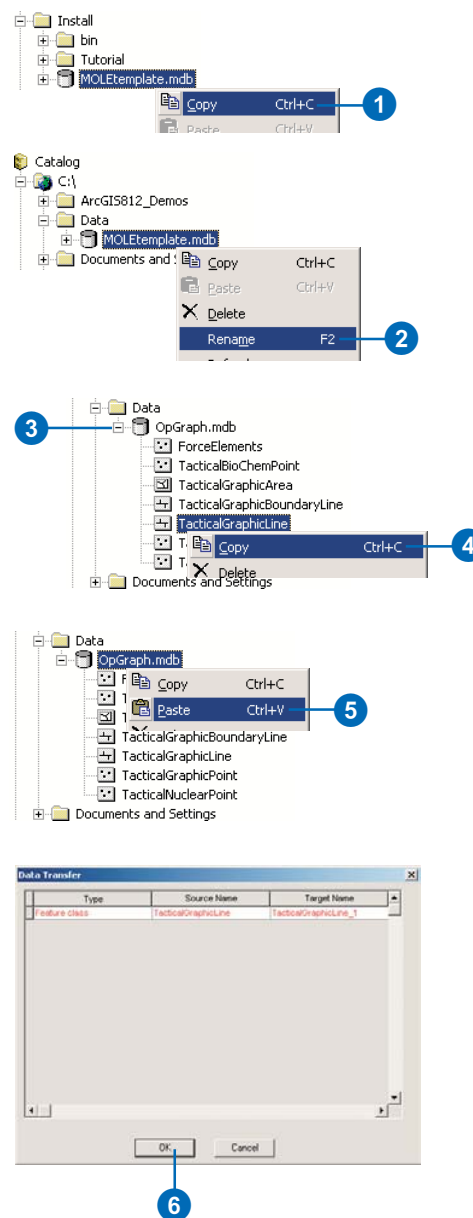 Install
bin
Tutorial
MOLEtemplate.mdb
Copy Ctrl+C
1
Paste Ctrl+V
Catalog
C:\
ArcGIS812_Demos
Data
MOLEtemplate.mdb
Documents and
Copy Ctrl+C
Paste Ctrl+V
Delete
Rename F2
2
Data
3
OpGraph.mdb
ForceElements
TacticalBioChemPoint
TacticalGraphicArea
TacticalGraphicBoundaryLine
TacticalGraphicLine
Copy Ctrl+C
4
Delete
Documents and Settings
Data
OpGraph.mdb
Copy Ctrl+C
Paste Ctrl+V
5
TacticalGraphicBoundaryLine
TacticalGraphicLine
TacticalGraphicPoint
TacticalNuclearPoint
Documents and Settings
Data Transfer
Type Source Name Target Name
Feature class TacticalGraphicLine TacticalGraphicLine_1
OK Cancel
6